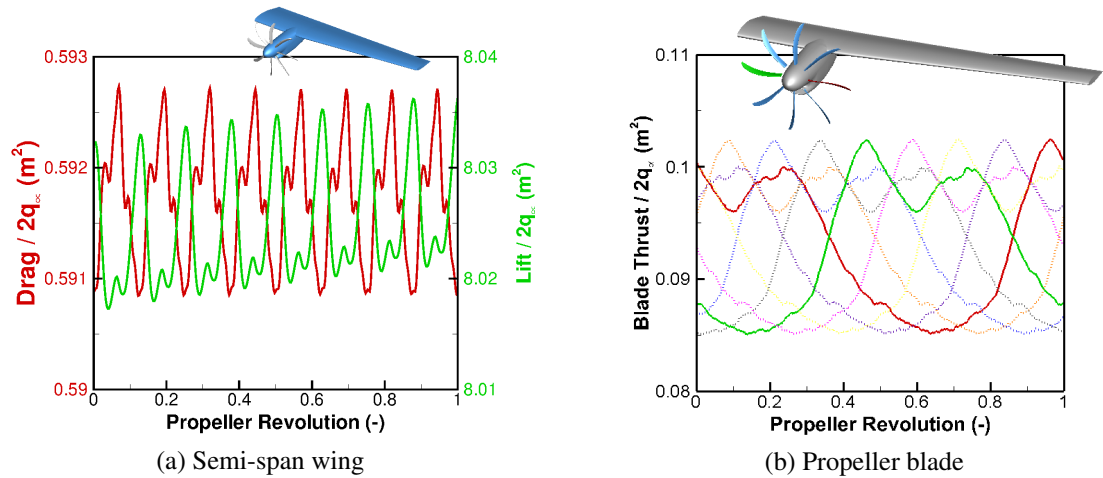 0.593
0.592
0.591
0.59
Drag / 2q∞ (m²)
8.04
8.03
8.02
8.01
Lift / 2q∞ (m²)
0 0.2 0.4 0.6 0.8 1
Propeller Revolution (-)
(a) Semi-span wing
0.11
0.1
0.09
0.08
Blade Thrust / 2q∞ (m²)
0 0.2 0.4 0.6 0.8 1
Propeller Revolution (-)
(b) Propeller blade